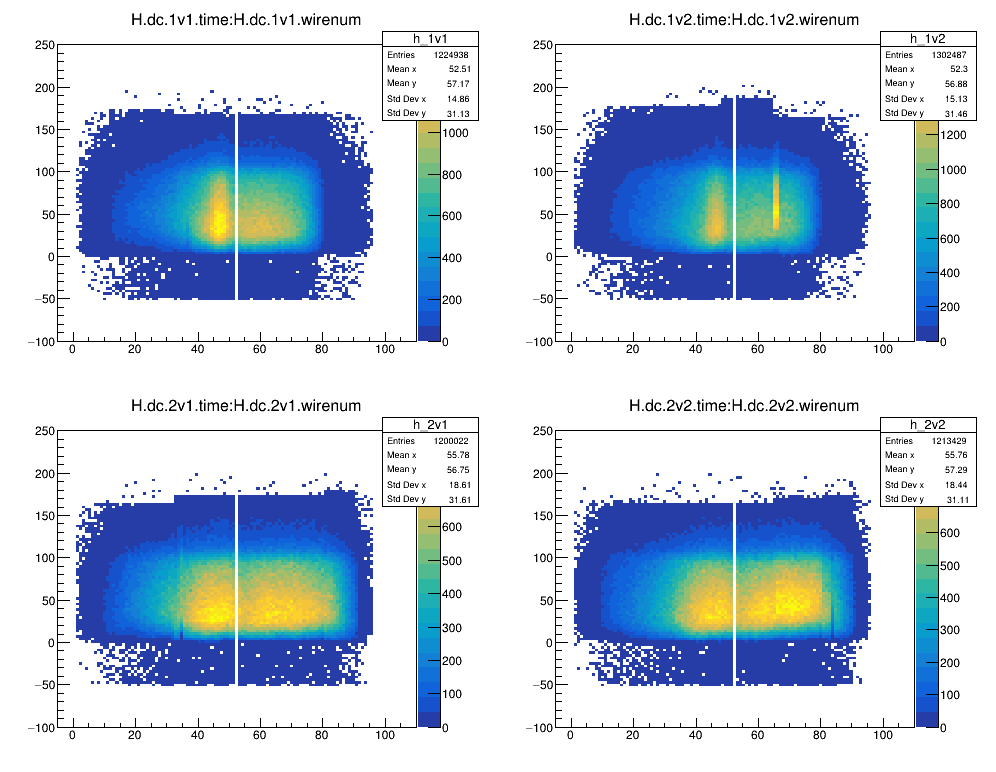 H.dc.1v1.time:H.dc.1v1.wirenum
h_1v1
Entries 1224938
Mean x 52.51
Mean y 57.17
Std Dev x 14.86
Std Dev y 31.13
250
200
150
100
50
0
−50
−100
0 20 40 60 80 100
1000
800
600
400
200
0
H.dc.1v2.time:H.dc.1v2.wirenum
h_1v2
Entries 1302487
Mean x 52.3
Mean y 56.88
Std Dev x 15.13
Std Dev y 31.46
250
200
150
100
50
0
−50
−100
0 20 40 60 80 100
1200
1000
800
600
400
200
0
H.dc.2v1.time:H.dc.2v1.wirenum
h_2v1
Entries 1200022
Mean x 55.78
Mean y 56.75
Std Dev x 18.61
Std Dev y 31.61
250
200
150
100
50
0
−50
−100
0 20 40 60 80 100
600
500
400
300
200
100
0
H.dc.2v2.time:H.dc.2v2.wirenum
h_2v2
Entries 1213429
Mean x 55.76
Mean y 57.29
Std Dev x 18.44
Std Dev y 31.11
250
200
150
100
50
0
−50
−100
0 20 40 60 80 100
600
500
400
300
200
100
0